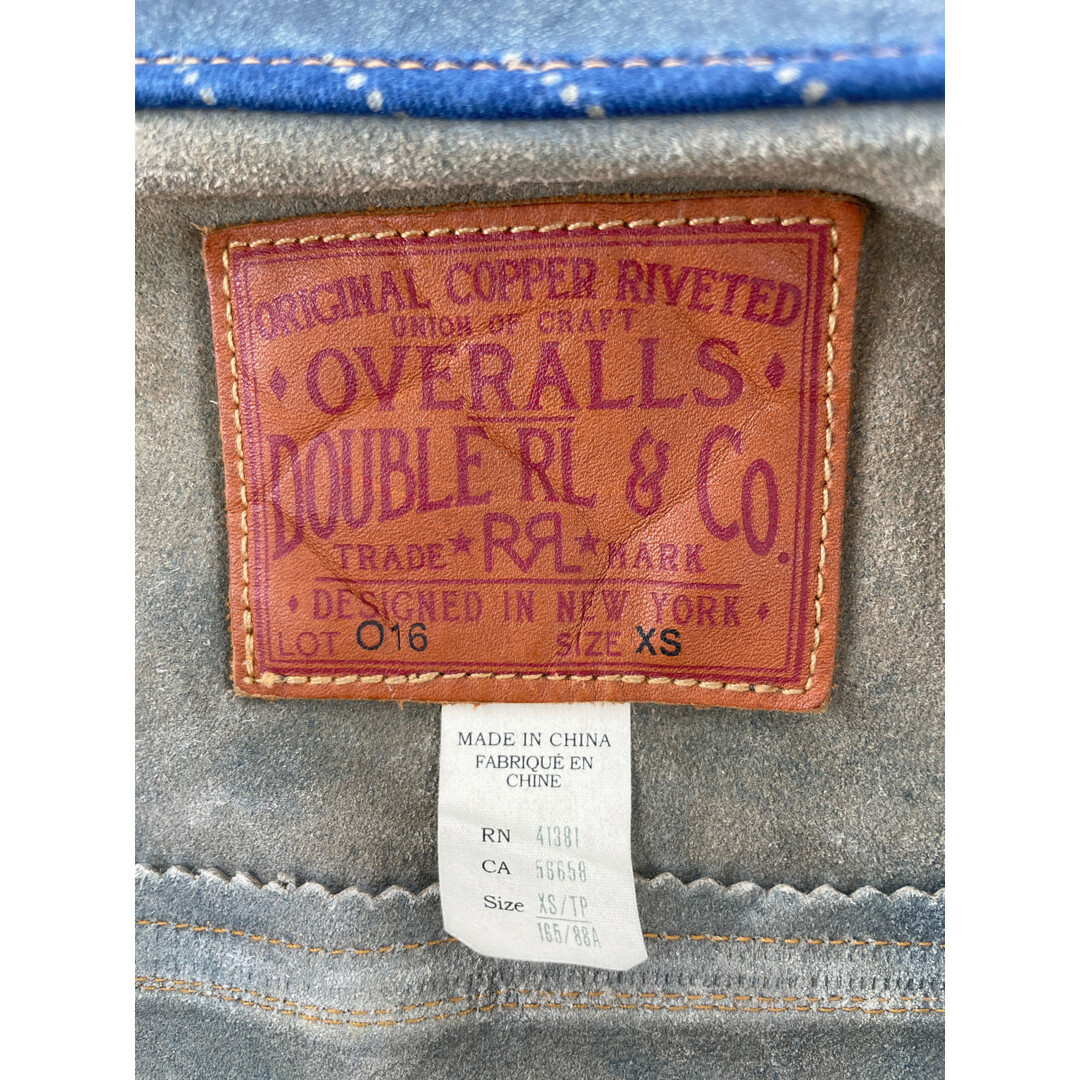 ORIGINAL COPPER RIVETED
UNION OF CRAFT
OVERALLS
DOUBLE RL & CO.
TRADE ★ RRL ★ MARK
DESIGNED IN NEW YORK
LOT 016 SIZE XS
MADE IN CHINA
FABRIQUÉ EN
CHINE
RN 41381
CA 56658
Size XS/TP
165/88A